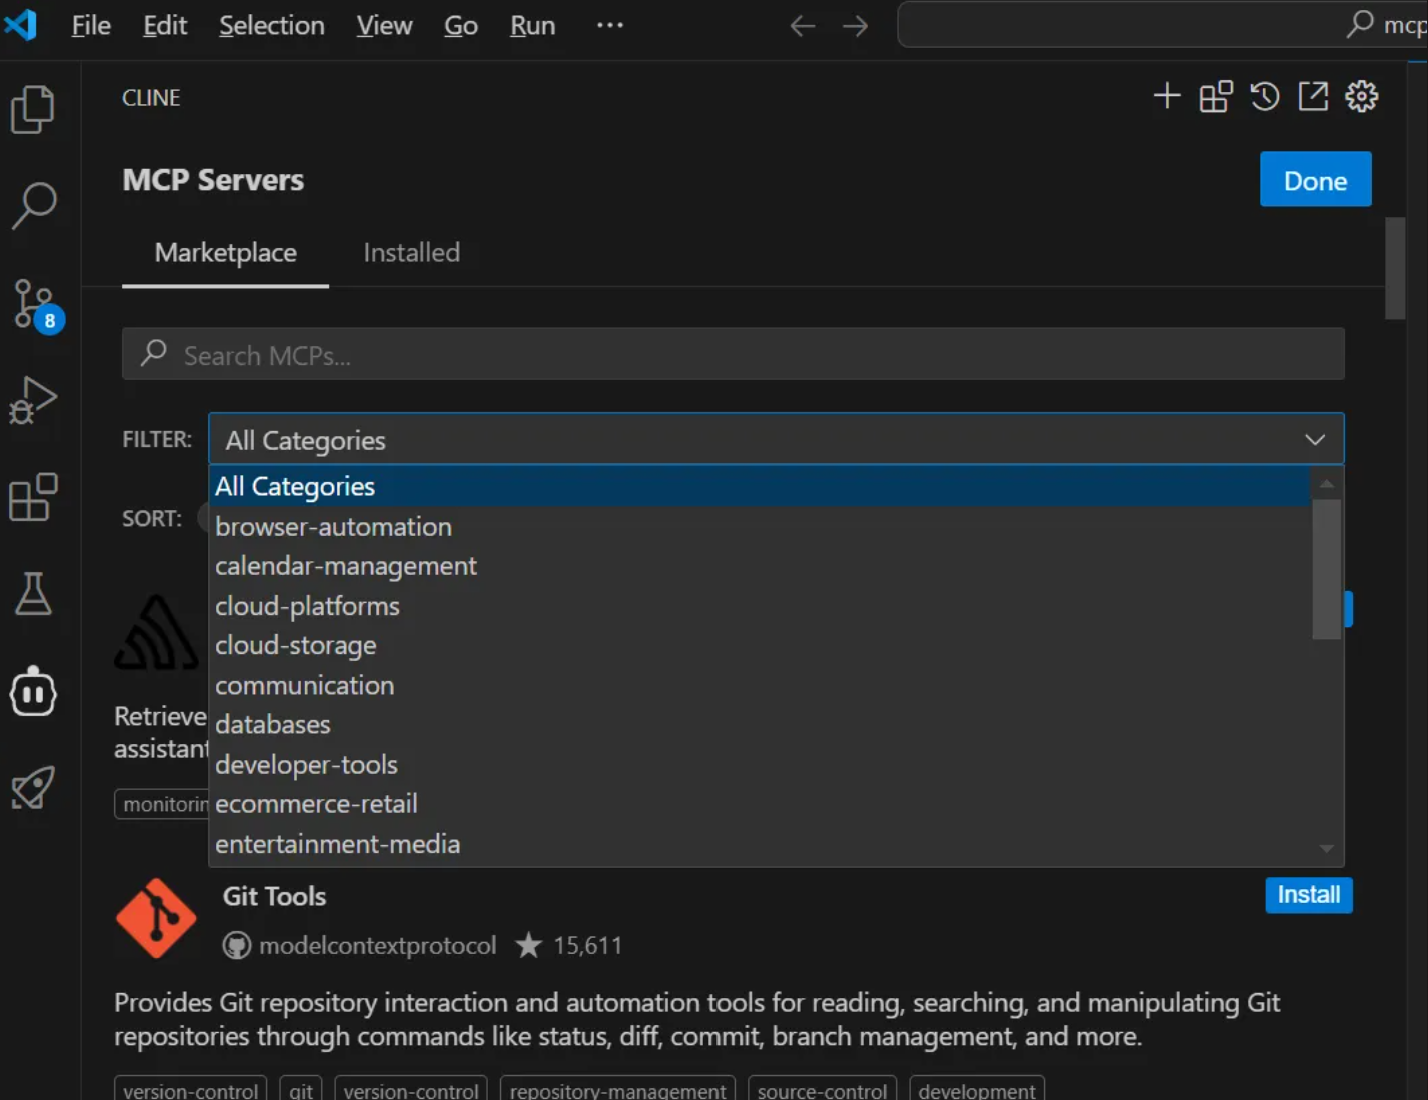 File Edit Selection View Go Run ···
mcp
CLINE
MCP Servers
Done
Marketplace Installed
Search MCPs...
FILTER: All Categories
All Categories
SORT:
browser-automation
calendar-management
cloud-platforms
cloud-storage
communication
databases
developer-tools
ecommerce-retail
entertainment-media
8
Retrieve
assistant
monitorin
Git Tools
Install
modelcontextprotocol ★ 15,611
Provides Git repository interaction and automation tools for reading, searching, and manipulating Git
repositories through commands like status, diff, commit, branch management, and more.
version-control git version-control repository-management source-control development